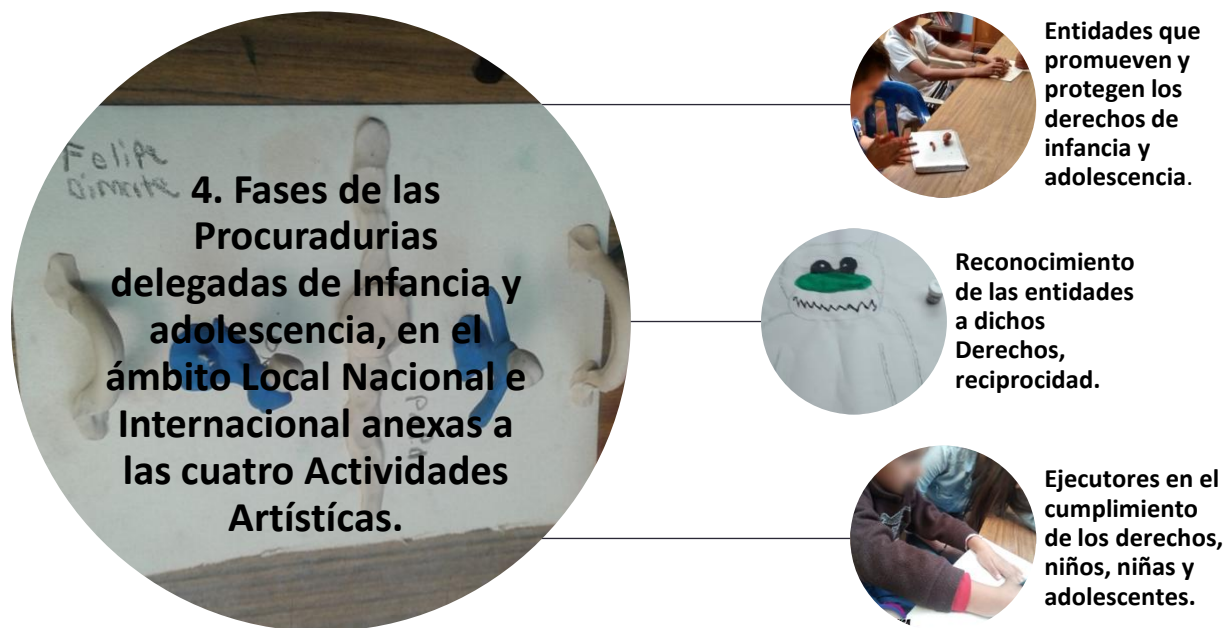 Felipe
4. Fases de las
Procuradurias
delegadas de Infancia y
adolescencia, en el
ámbito Local Nacional e
Internacional anexas a
las cuatro Actividades
Artístícas.
Entidades que
promueven y
protegen los
derechos de
infancia y
adolescencia.
Reconocimiento
de las entidades
a dichos
Derechos,
reciprocidad.
Ejecutores en el
cumplimiento
de los derechos,
niños, niñas y
adolescentes.